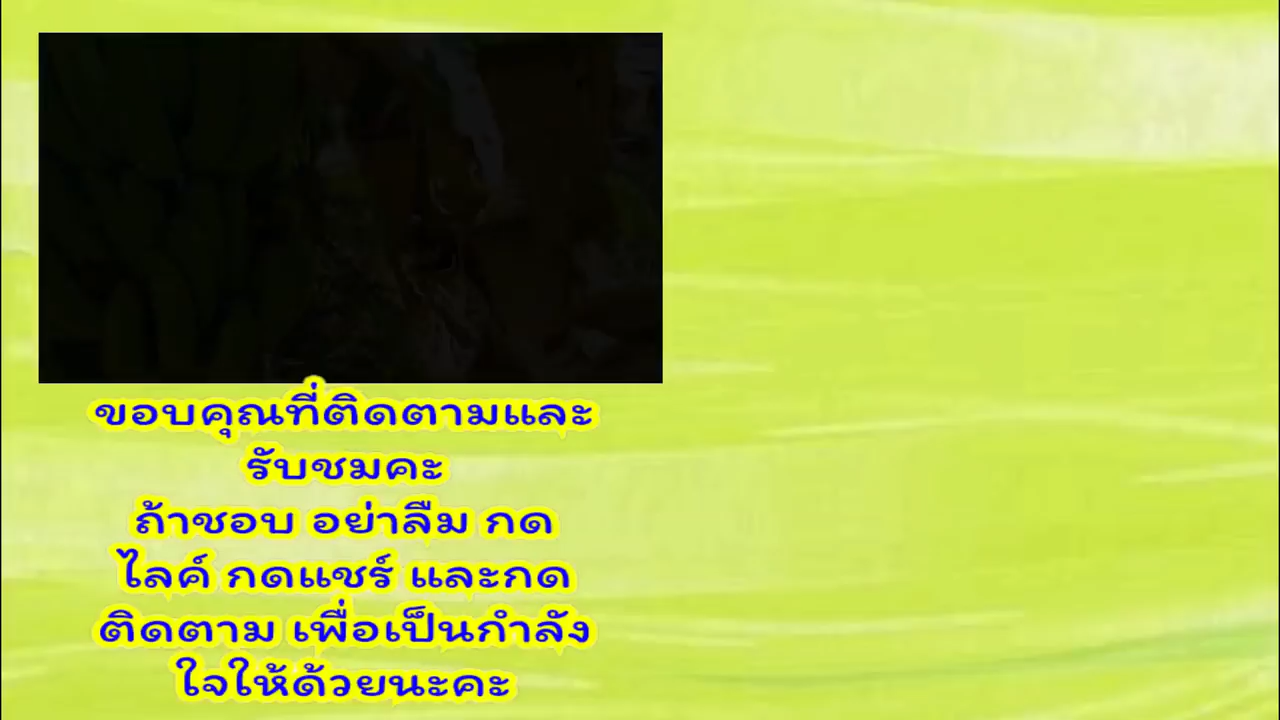 ขอบคุณที่ติดตามและ
รับชมคะ
ถ้าชอบ อย่าลืม กด
ไลค์ กดแชร์ และกด
ติดตาม เพื่อเป็นกำลัง
ใจให้ด้วยนะคะ